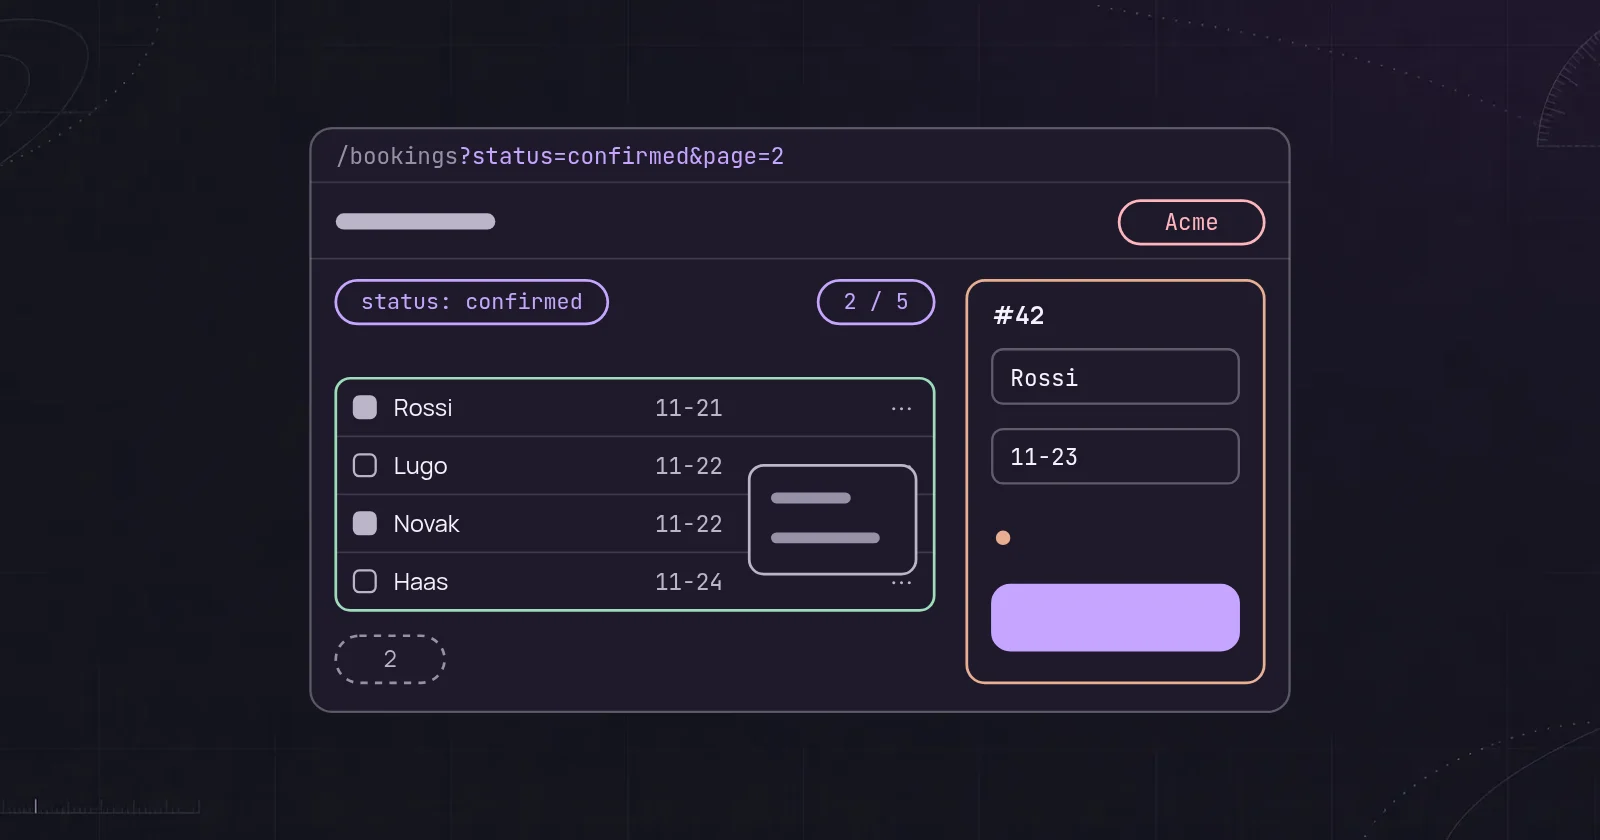 /bookings?status=confirmed&page=2
Acme
status: confirmed
2 / 5
Rossi 11-21 ...
Lugo 11-22
Novak 11-22
Haas 11-24 ...
2
#42
Rossi
11-23